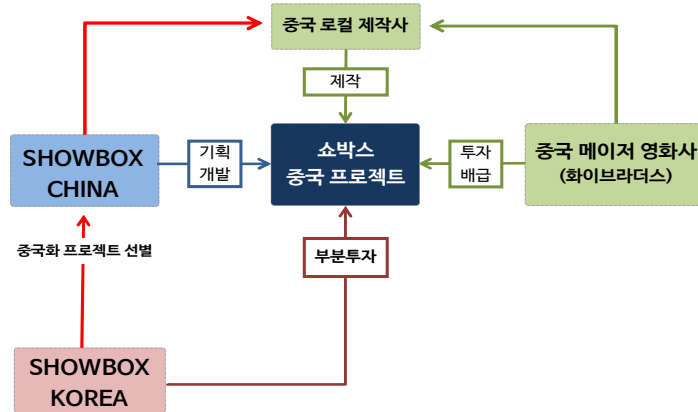 중국 로컬 제작사
제작
SHOWBOX
CHINA
기획
개발
쇼박스
중국 프로젝트
투자
배급
중국 메이저 영화사
(화이브라더스)
중국화 프로젝트 선별
부분투자
SHOWBOX
KOREA